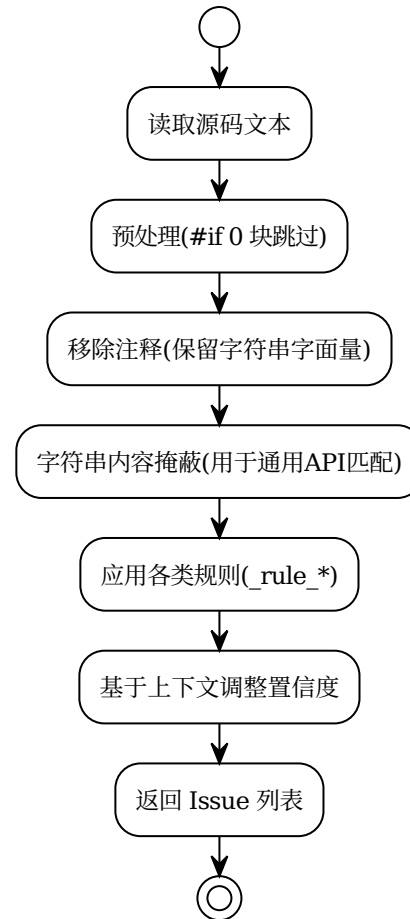 读取源码文本
预处理(#if 0 块跳过)
移除注释(保留字符串字面量)
字符串内容掩蔽(用于通用API匹配)
应用各类规则(_rule_*)
基于上下文调整置信度
返回 Issue 列表